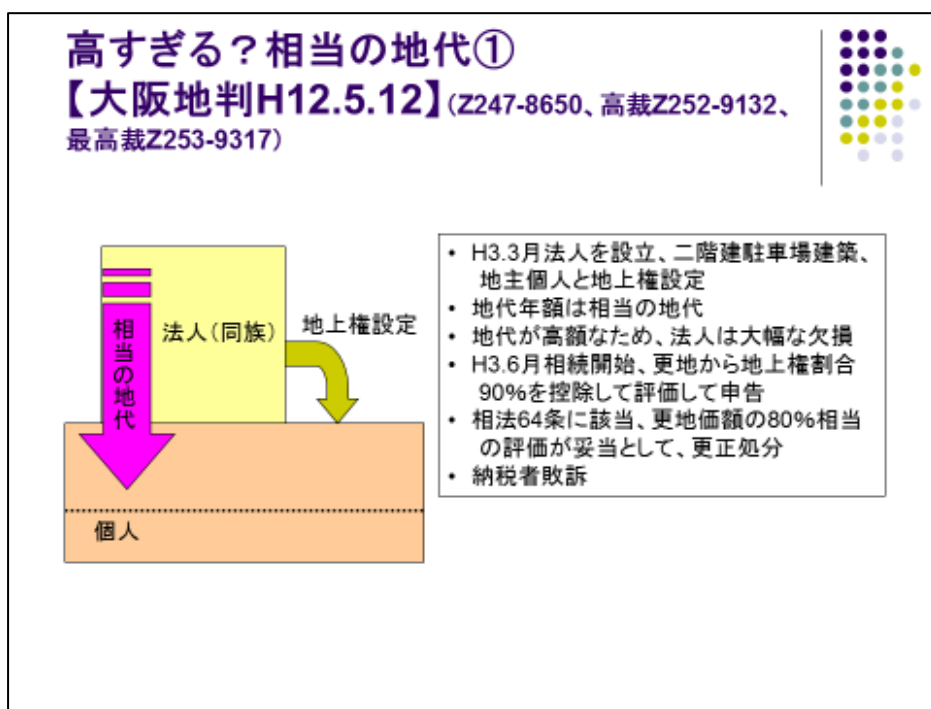 高すぎる？相当の地代①
【大阪地判H12.5.12】(Z247-8650、高裁Z252-9132、
最高裁Z253-9317)
相当の地代
法人(同族)
地上権設定
個人
• H3.3月法人を設立、二階建駐車場建築、
地主個人と地上権設定
• 地代年額は相当の地代
• 地代が高額なため、法人は大幅な欠損
• H3.6月相続開始、更地から地上権割合
90%を控除して評価して申告
• 相法64条に該当、更地価額の80%相当
の評価が妥当として、更正処分
• 納税者敗訴